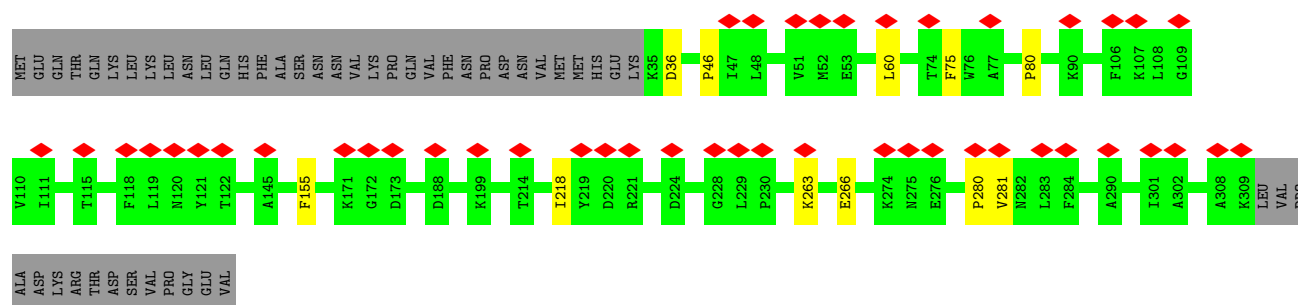 MET GLU GLN THR GLN LYS LEU LYS LEU ASN LEU GLN HIS PHE ALA SER ASN ASN VAL LYS PRO GLN VAL PHE ASN PRO ASP ASN VAL MET MET HIS GLU LYS K35 D36 P46 I47 L48 V51 M52 E53 L60 T74 F75 W76 A77 P80 K90 F106 K107 L108 G109
V110 I111 T115 F118 L119 N120 Y121 T122 A145 F155 K171 G172 D173 D188 K199 T214 I218 Y219 D220 R221 D224 G228 L229 P230 K263 E266 K274 N275 E276 P280 V281 N282 L283 F284 A290 I301 A302 A308 K309 LEU VAL PRO
ALA ASP LYS ARG THR ASP SER VAL PRO GLY GLU VAL